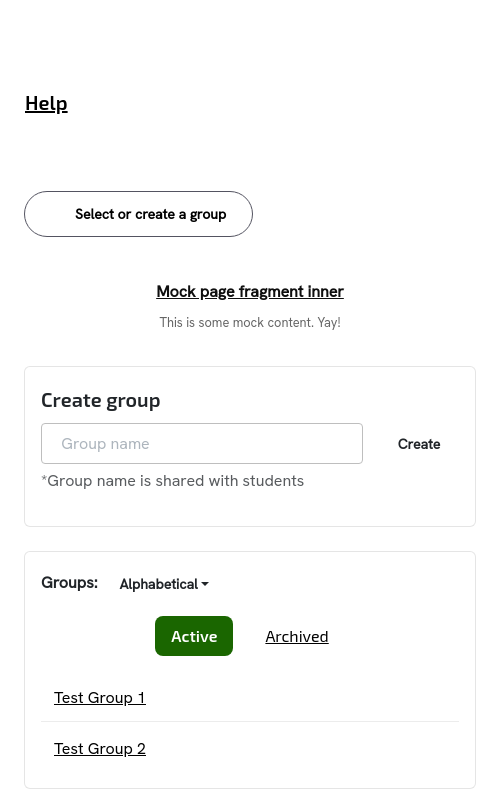 Help
Select or create a group
Mock page fragment inner
This is some mock content. Yay!
Create group
Group name
Create
*Group name is shared with students
Groups: Alphabetical
Active Archived
Test Group 1
Test Group 2